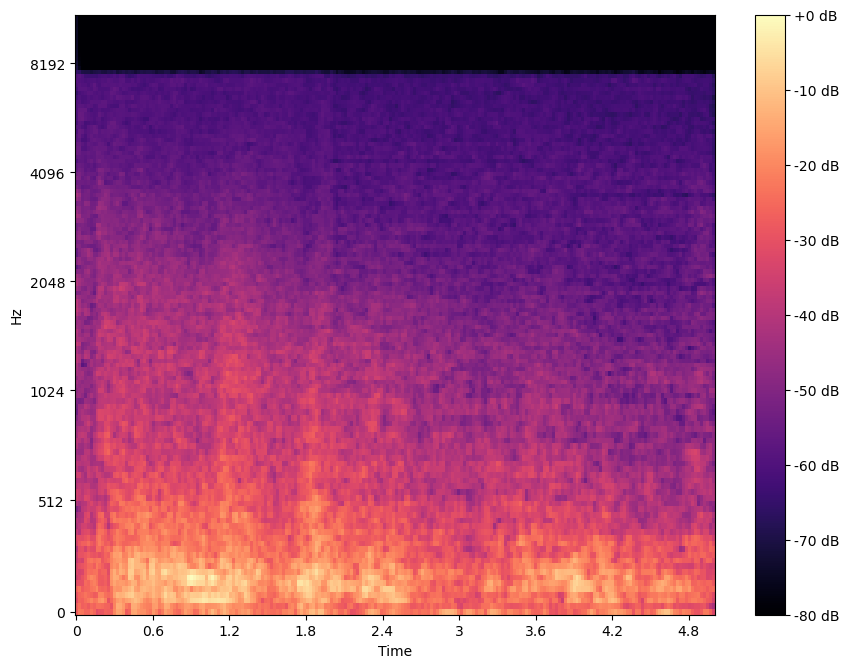 +0 dB
8192
-10 dB
4096
-20 dB
-30 dB
2048
Hz
-40 dB
1024
-50 dB
512
-60 dB
-70 dB
0
-80 dB
0 0.6 1.2 1.8 2.4 3 3.6 4.2 4.8
Time